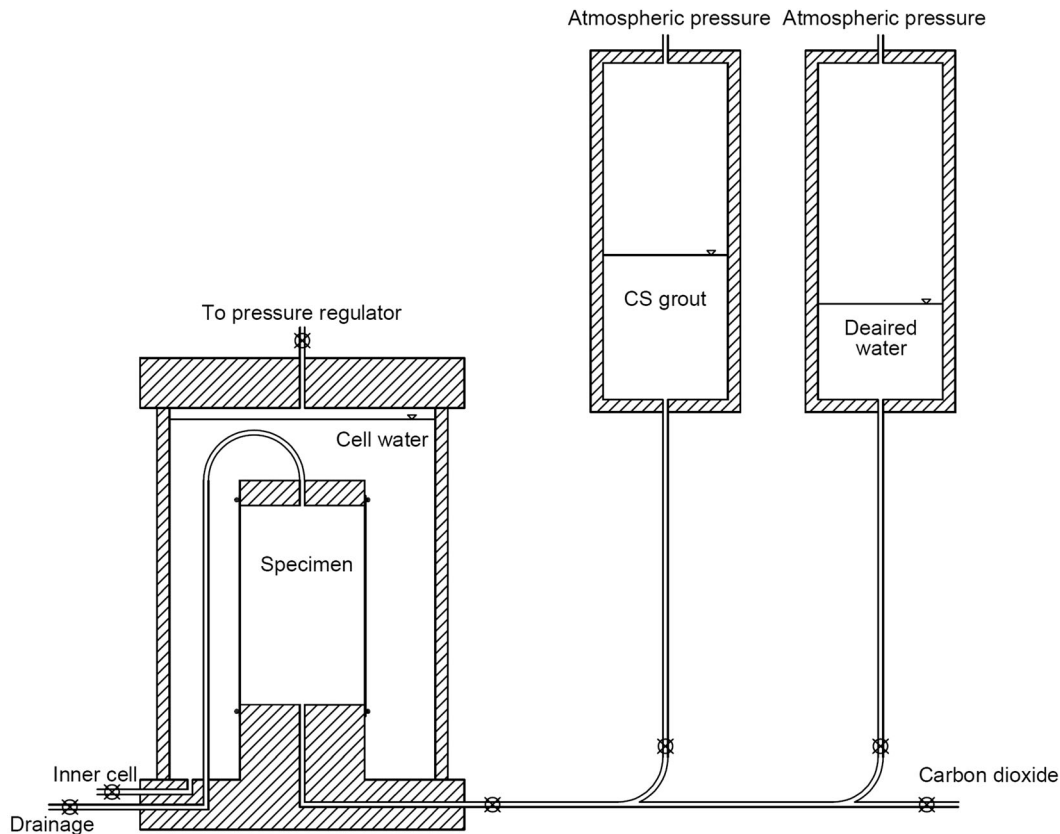 Atmospheric pressure
Atmospheric pressure
CS grout
Deaired
water
To pressure regulator
Cell water
Specimen
Inner cell
Drainage
Carbon dioxide